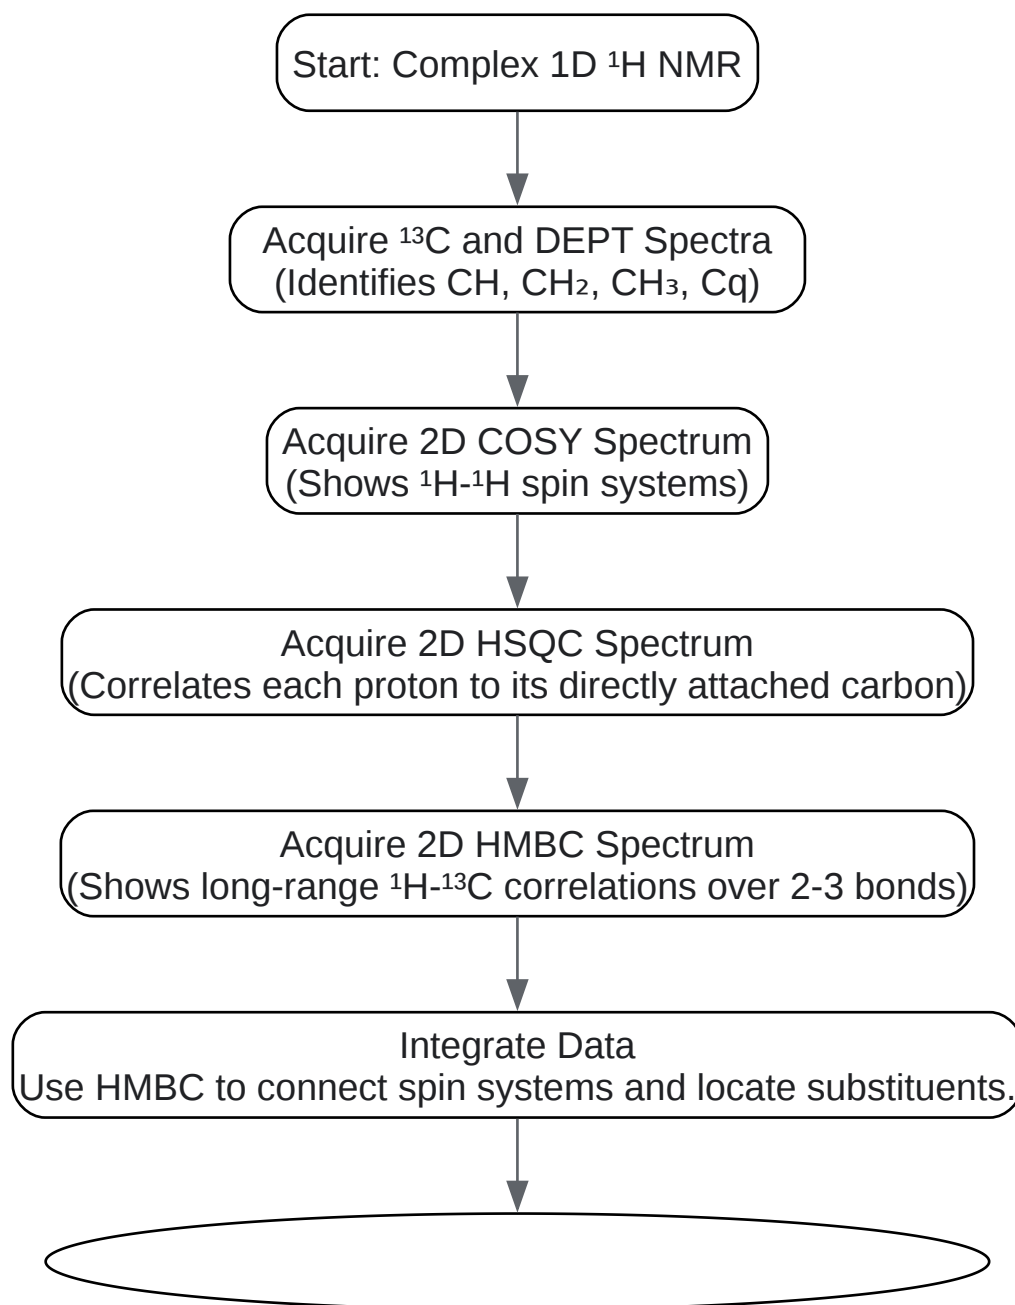 Start: Complex 1D ¹H NMR
Acquire ¹³C and DEPT Spectra
(Identifies CH, CH₂, CH₃, Cq)
Acquire 2D COSY Spectrum
(Shows ¹H-¹H spin systems)
Acquire 2D HSQC Spectrum
(Correlates each proton to its directly attached carbon)
Acquire 2D HMBC Spectrum
(Shows long-range ¹H-¹³C correlations over 2-3 bonds)
Integrate Data
Use HMBC to connect spin systems and locate substituents.